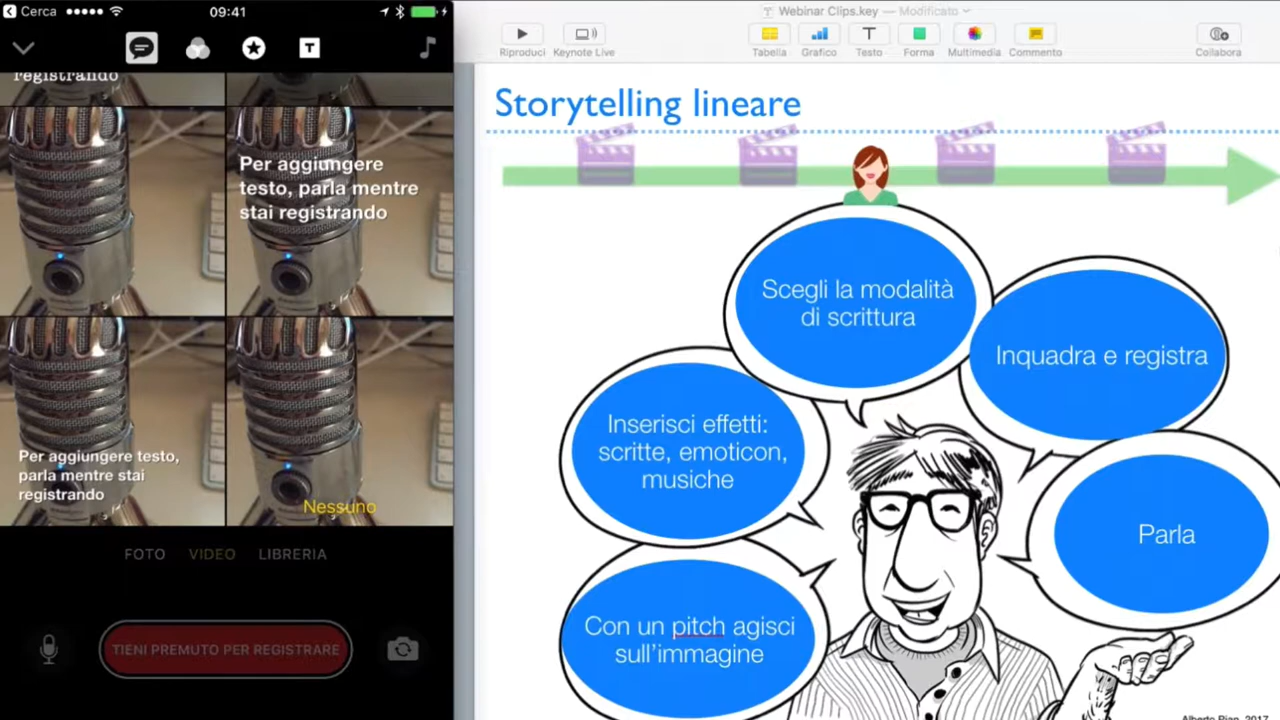 Cerca
09:41
registrando
Per aggiungere
testo, parla mentre
stai registrando
Per aggiungere testo,
parla mentre stai
registrando
Nessuno
FOTO VIDEO LIBRERIA
TIENI PREMUTO PER REGISTRARE
Webinar Clips.key — Modificato
Riproduci Keynote Live Tabella Grafico Testo Forma Multimedia Commento Collabora
Storytelling lineare
Scegli la modalità
di scrittura
Inquadra e registra
Inserisci effetti:
scritte, emoticon,
musiche
Parla
Con un pitch agisci
sull'immagine
Alberto Pian, 2017